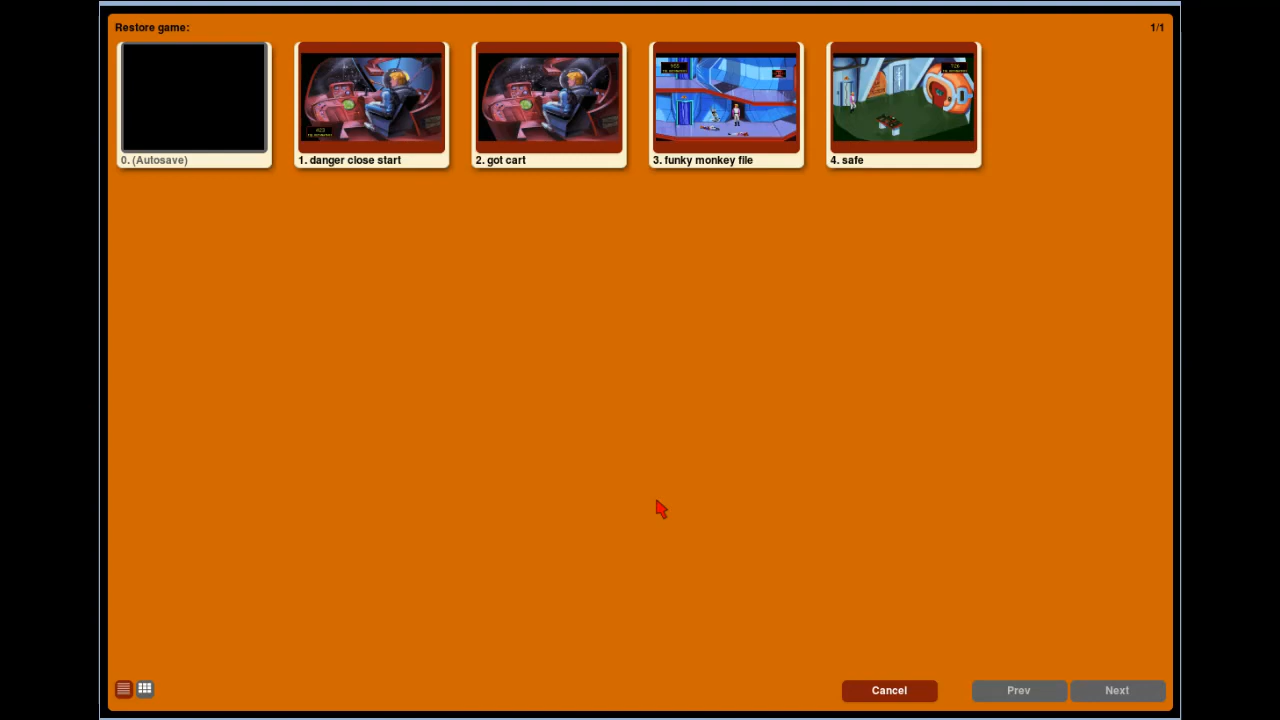 Restore game:
1/1
0. (Autosave)
1. danger close start
2. got cart
3. funky monkey file
4. safe
Cancel
Prev
Next